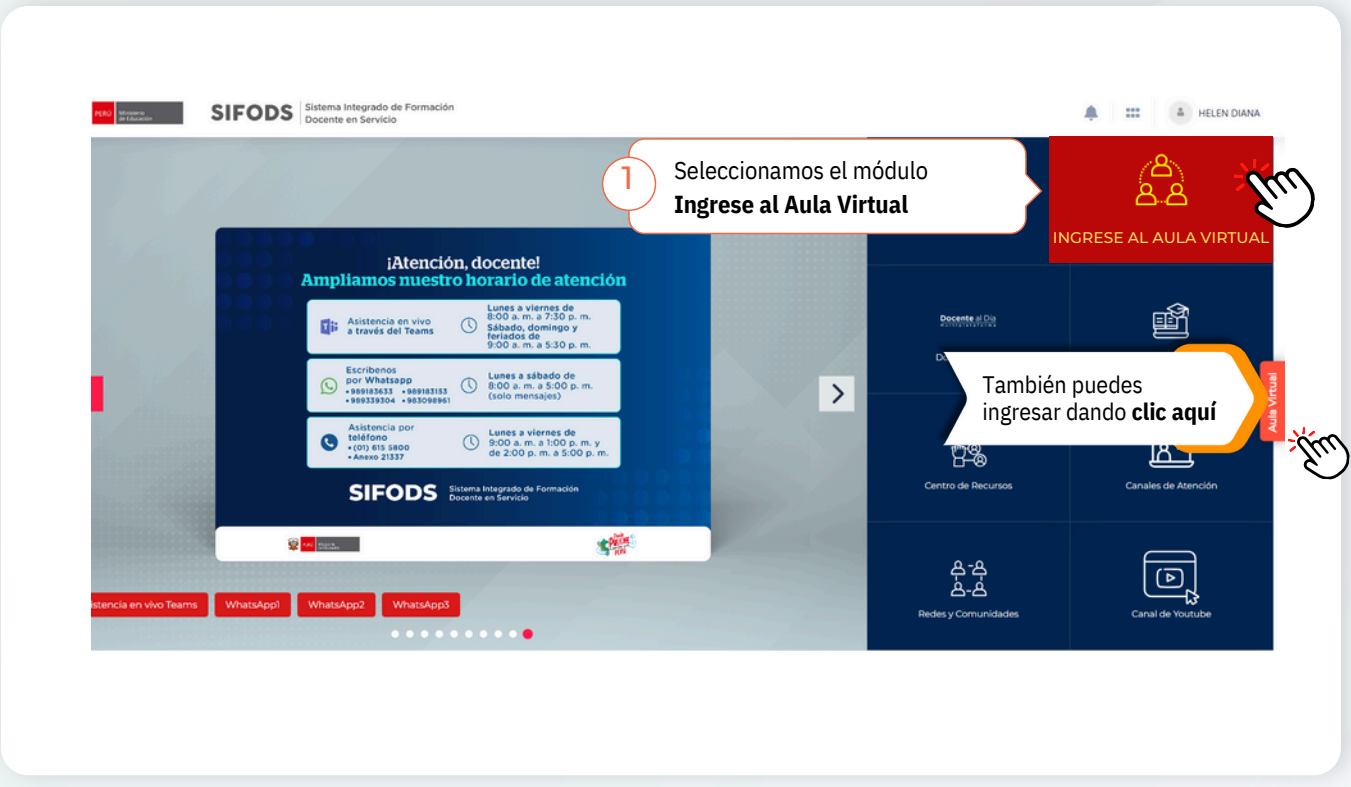 PERÚ
Ministerio
de Educación
SIFODS
Sistema Integrado de Formación
Docente en Servicio
HELEN DIANA
1
Seleccionamos el módulo
Ingrese al Aula Virtual
INGRESE AL AULA VIRTUAL
¡Atención, docente!
Ampliamos nuestro horario de atención
Asistencia en vivo
a través del Teams
Lunes a viernes de
8:00 a. m. a 7:30 p. m.
Sábado, domingo y
feriados de
9:00 a. m. a 5:30 p. m.
Escríbenos
por Whatsapp
• 989183633 • 989183153
• 989339304 • 983098961
Lunes a sábado de
8:00 a. m. a 5:00 p. m.
(solo mensajes)
Asistencia por
teléfono
• (01) 615 5800
• Anexo 21337
Lunes a viernes de
9:00 a. m. a 1:00 p. m. y
de 2:00 p. m. a 5:00 p. m.
SIFODS
Sistema Integrado de Formación
Docente en Servicio
PERÚ
istencia en vivo Teams
WhatsApp1
WhatsApp2
WhatsApp3
Docente al Día
Do
También puedes
ingresar dando clic aquí
Aula Virtual
Centro de Recursos
Canales de Atención
Redes y Comunidades
Canal de Youtube